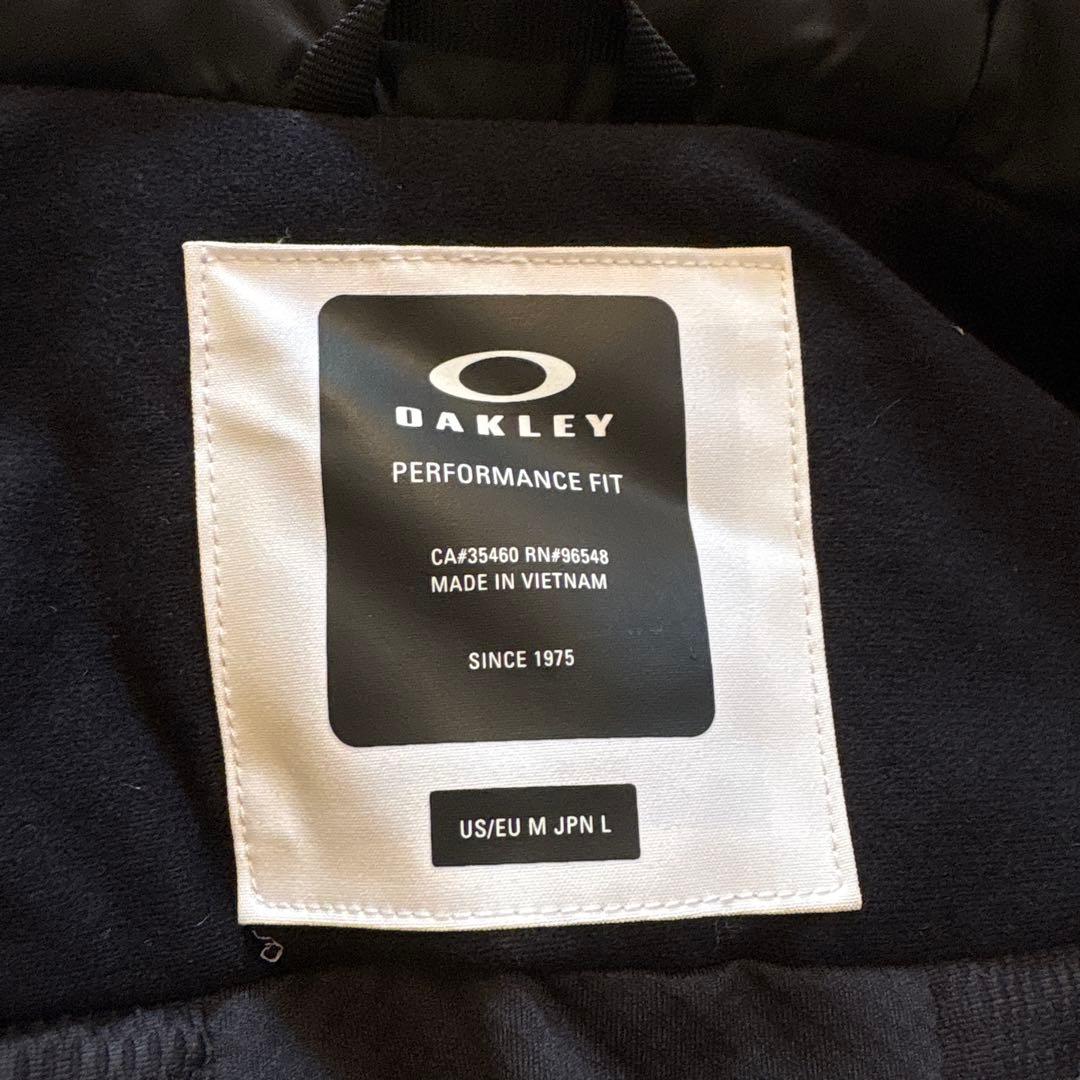 OAKLEY
PERFORMANCE FIT
CA#35460 RN#96548
MADE IN VIETNAM
SINCE 1975
US/EU M JPN L